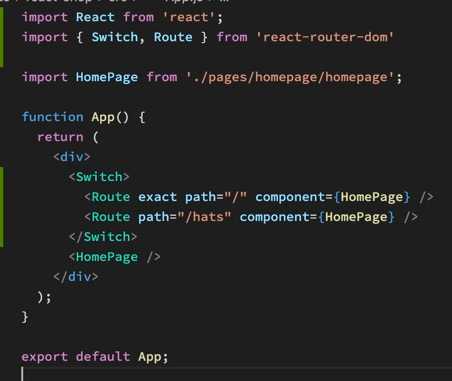 App.js
import React from 'react';
import { Switch, Route } from 'react-router-dom'
import HomePage from './pages/homepage/homepage';
function App() {
return (
<div>
<Switch>
<Route exact path="/" component={HomePage} />
<Route path="/hats" component={HomePage} />
</Switch>
<HomePage />
</div>
);
}
export default App;